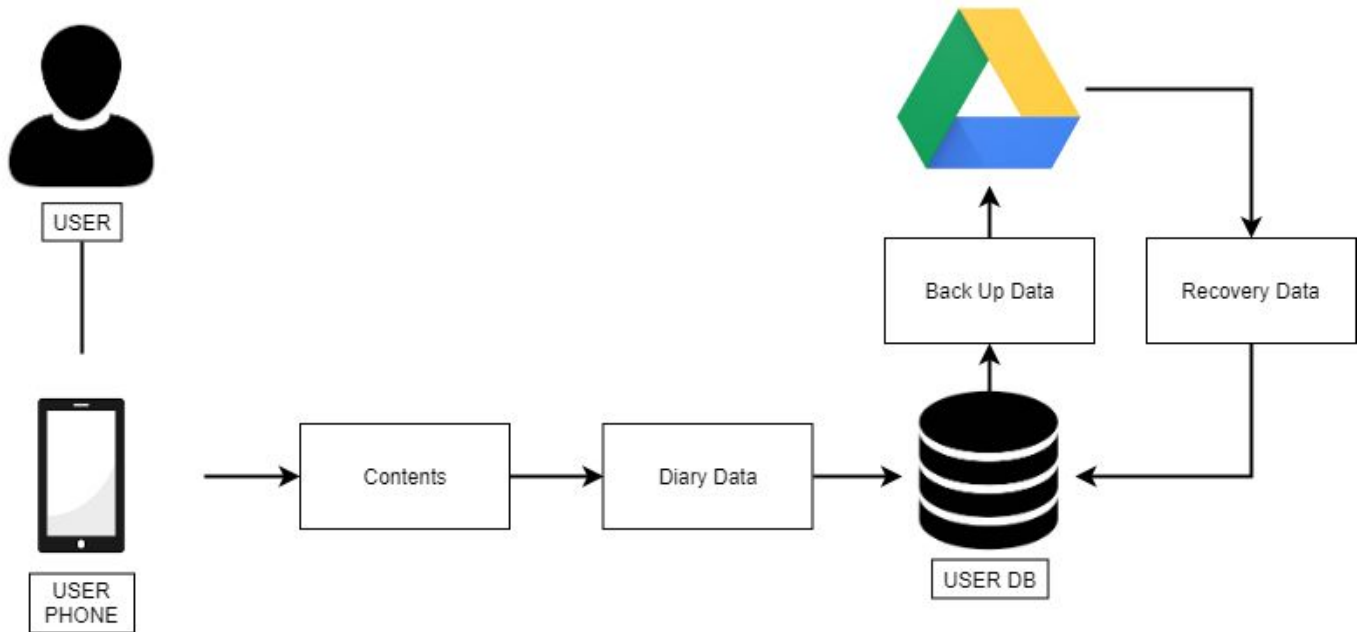 USER
Back Up Data
Recovery Data
Contents
Diary Data
USER DB
USER
PHONE